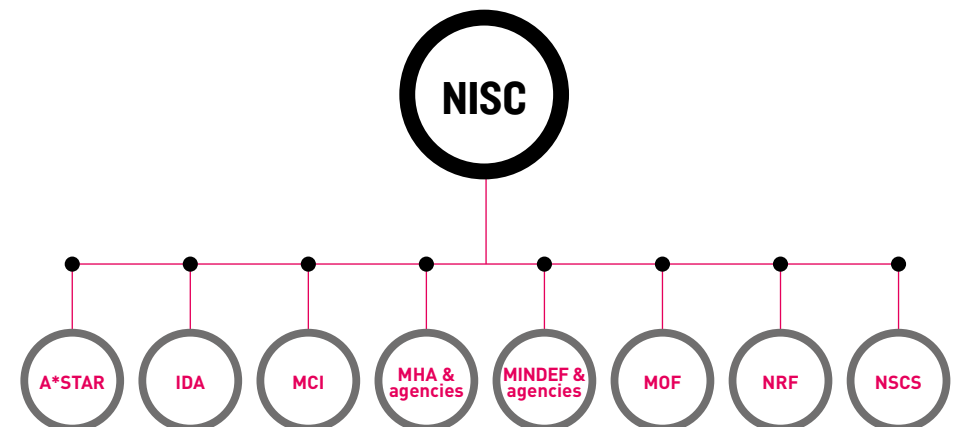 NISC
A*STAR
IDA
MCI
MHA &
agencies
MINDEF &
agencies
MOF
NRF
NSCS